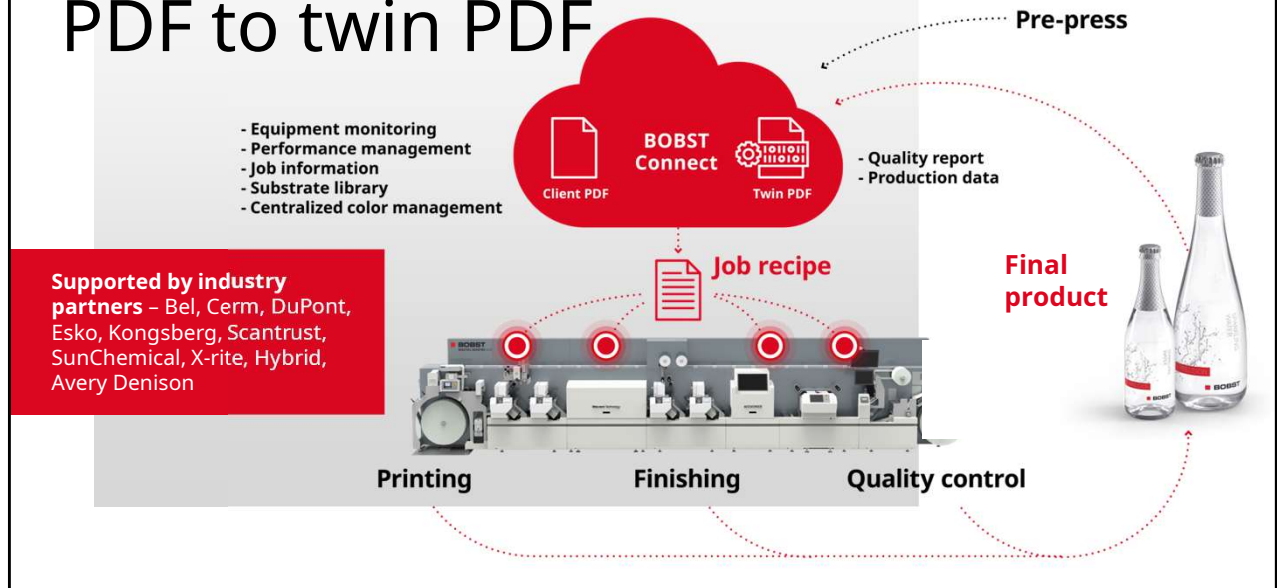 PDF to twin PDF
Pre-press
- Equipment monitoring
- Performance management
- Job information
- Substrate library
- Centralized color management
BOBST
Connect
Client PDF
Twin PDF
- Quality report
- Production data
Supported by industry
partners – Bel, Cerm, DuPont,
Esko, Kongsberg, Scantrust,
SunChemical, X-rite, Hybrid,
Avery Denison
Job recipe
Final
product
BOBST
BOBST
BOBST
Printing
Finishing
Quality control